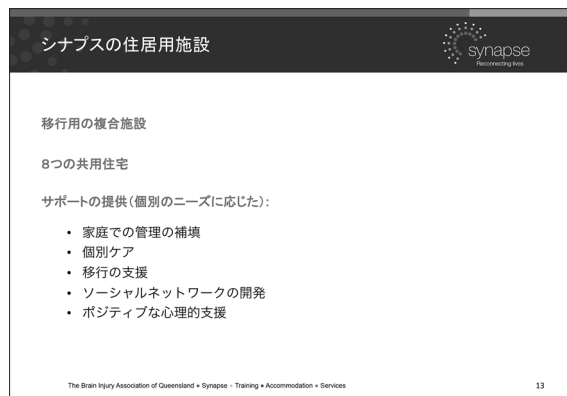 シナプスの住居用施設
synapse
Reconnecting lives
移行用の複合施設
8つの共用住宅
サポートの提供（個別のニーズに応じた）：
• 家庭での管理の補填
• 個別ケア
• 移行の支援
• ソーシャルネットワークの開発
• ポジティブな心理的支援
The Brain Injury Association of Queensland • Synapse • Training • Accommodation • Services
13